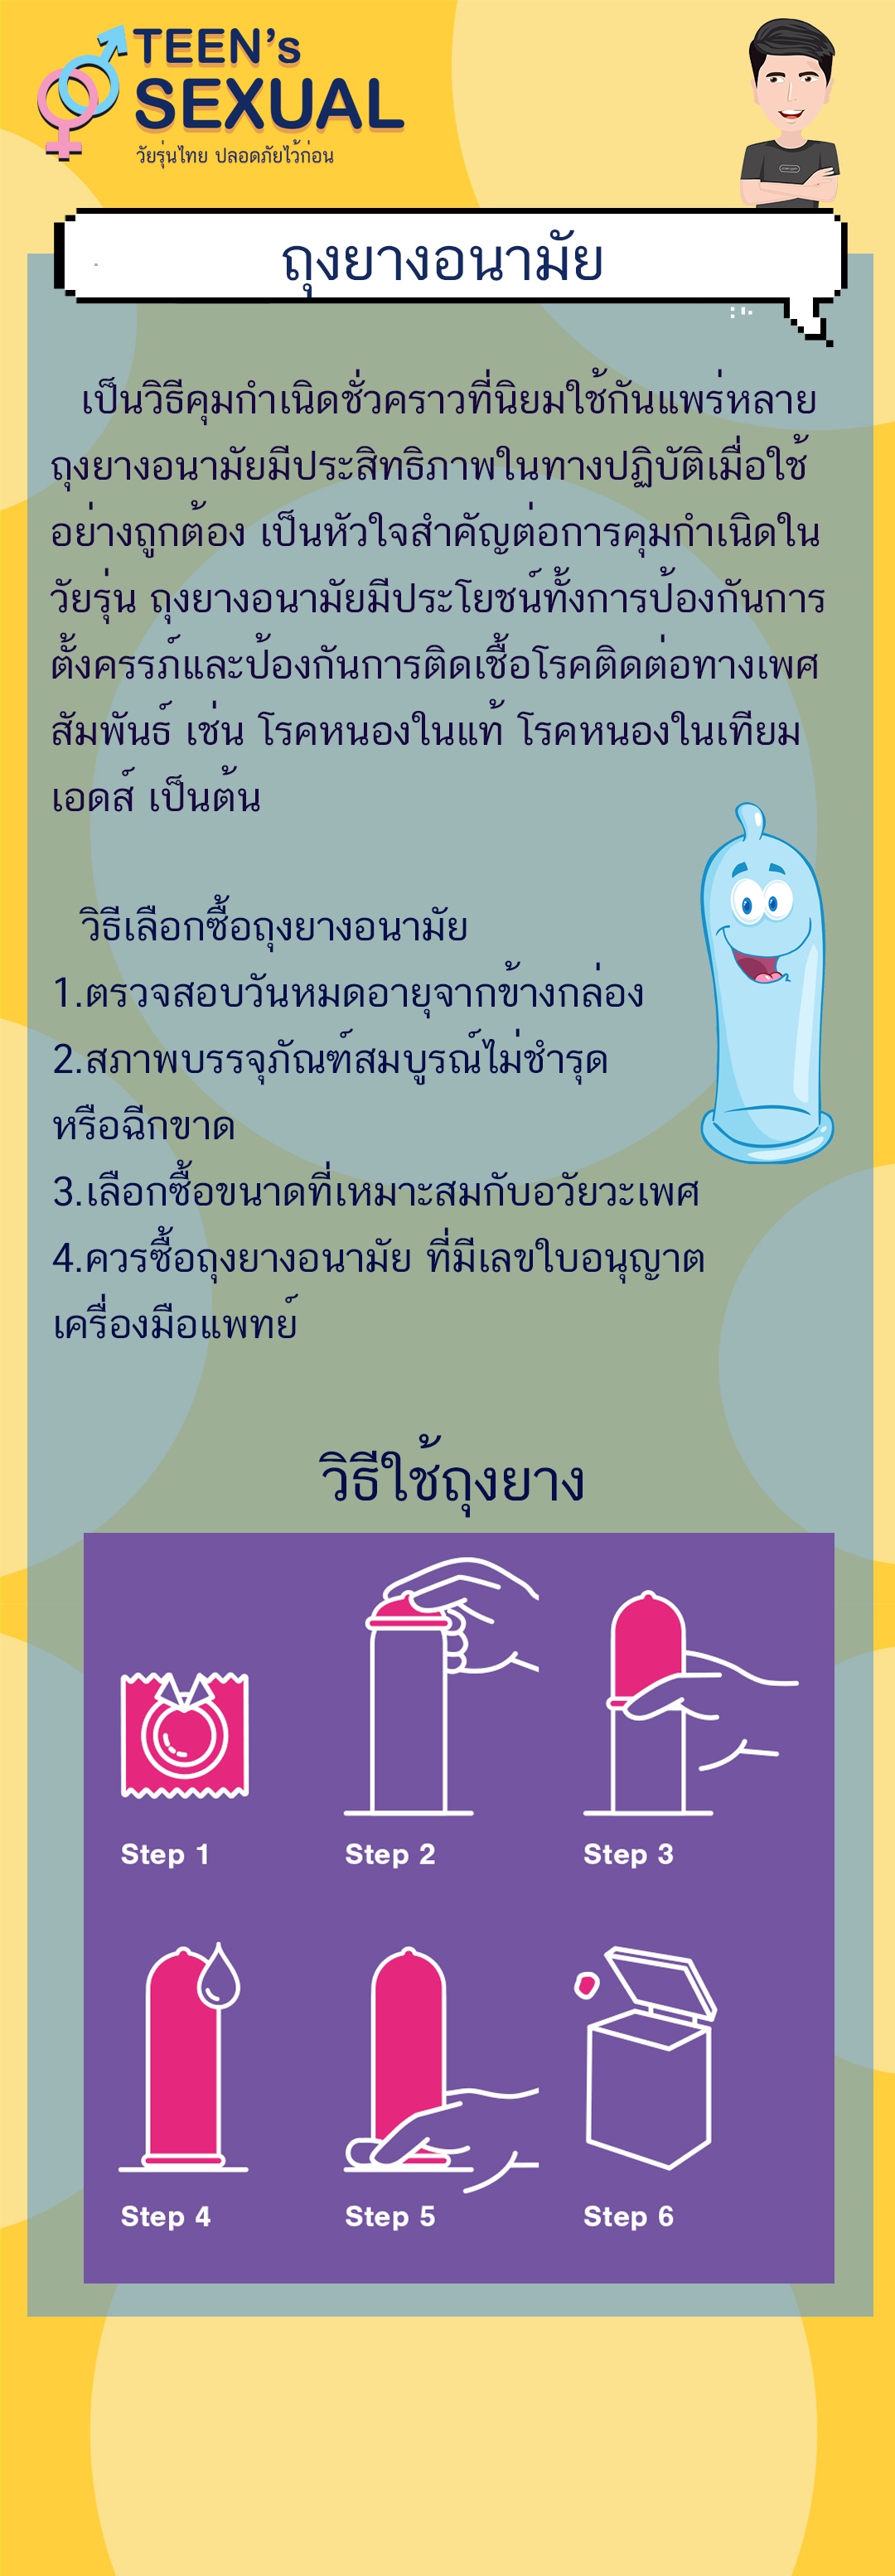 TEEN's
SEXUAL
วัยรุ่นไทย ปลอดภัยไว้ก่อน
ถุงยางอนามัย
เป็นวิธีคุมกำเนิดชั่วคราวที่นิยมใช้กันแพร่หลาย
ถุงยางอนามัยมีประสิทธิภาพในทางปฏิบัติเมื่อใช้
อย่างถูกต้อง เป็นหัวใจสำคัญต่อการคุมกำเนิดใน
วัยรุ่น ถุงยางอนามัยมีประโยชน์ทั้งการป้องกันการ
ตั้งครรภ์และป้องกันการติดเชื้อโรคติดต่อทางเพศ
สัมพันธ์ เช่น โรคหนองในแท้ โรคหนองในเทียม
เอดส์ เป็นต้น
วิธีเลือกซื้อถุงยางอนามัย
1.ตรวจสอบวันหมดอายุจากข้างกล่อง
2.สภาพบรรจุภัณฑ์สมบูรณ์ไม่ชำรุด
หรือฉีกขาด
3.เลือกซื้อขนาดที่เหมาะสมกับอวัยวะเพศ
4.ควรซื้อถุงยางอนามัย ที่มีเลขใบอนุญาต
เครื่องมือแพทย์
วิธีใช้ถุงยาง
Step 1
Step 2
Step 3
Step 4
Step 5
Step 6